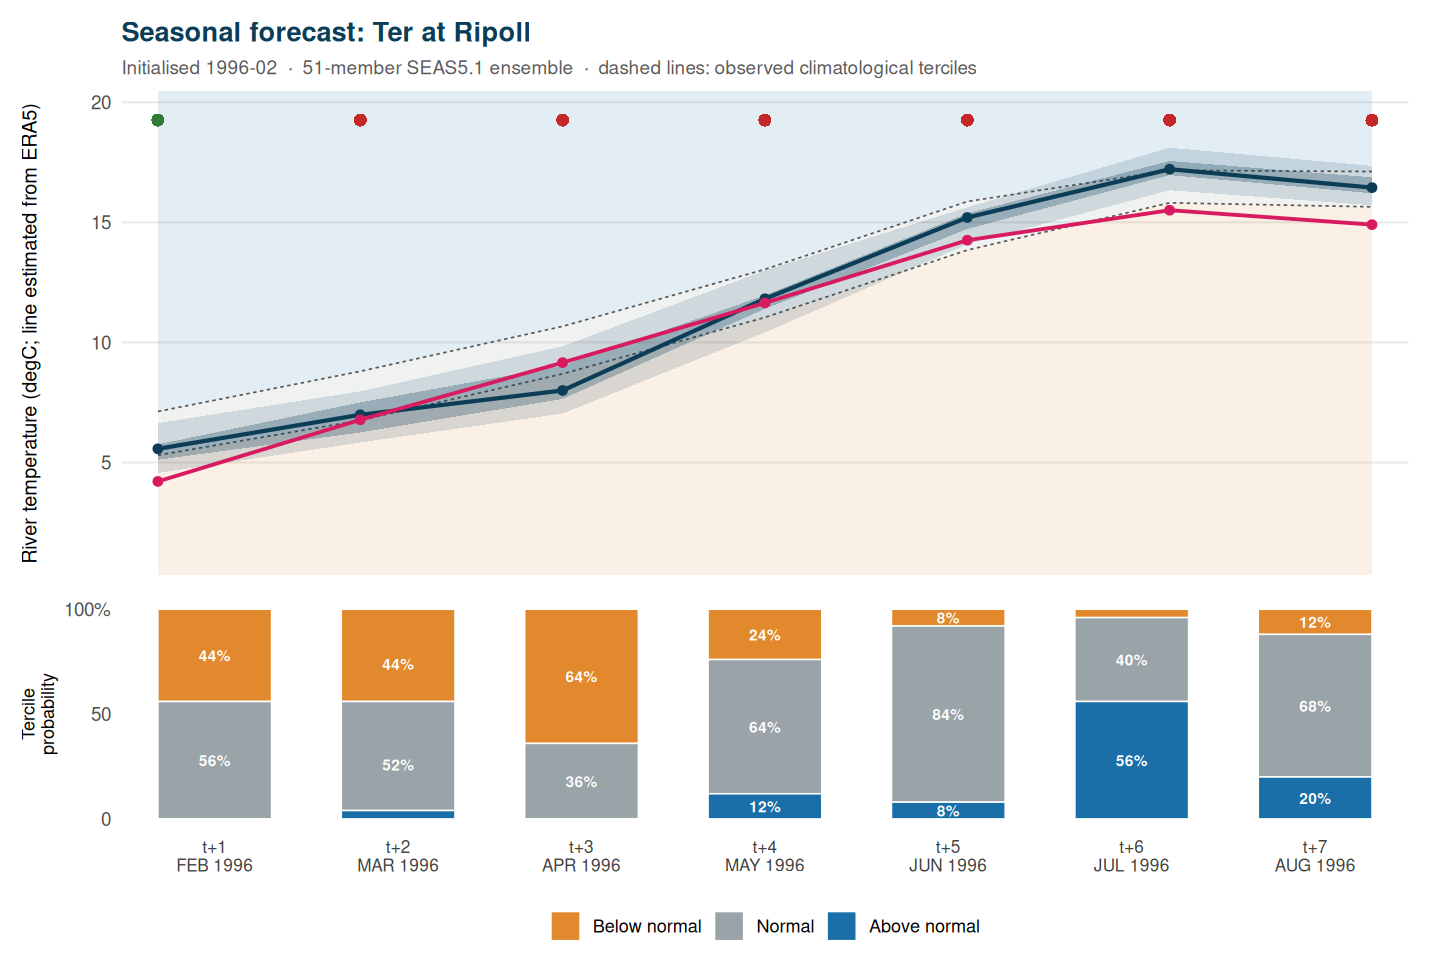 Seasonal forecast: Ter at Ripoll
Initialised 1996-02 · 51-member SEAS5.1 ensemble · dashed lines: observed climatological terciles
River temperature (degC; line estimated from ERA5)
20
15
10
5
Tercile
probability
100%
50
0
44% 44% 64% 24% 8% 12%
56% 52% 36% 64% 84% 40% 68%
12% 8% 56% 20%
t+1 t+2 t+3 t+4 t+5 t+6 t+7
FEB 1996 MAR 1996 APR 1996 MAY 1996 JUN 1996 JUL 1996 AUG 1996
Below normal Normal Above normal